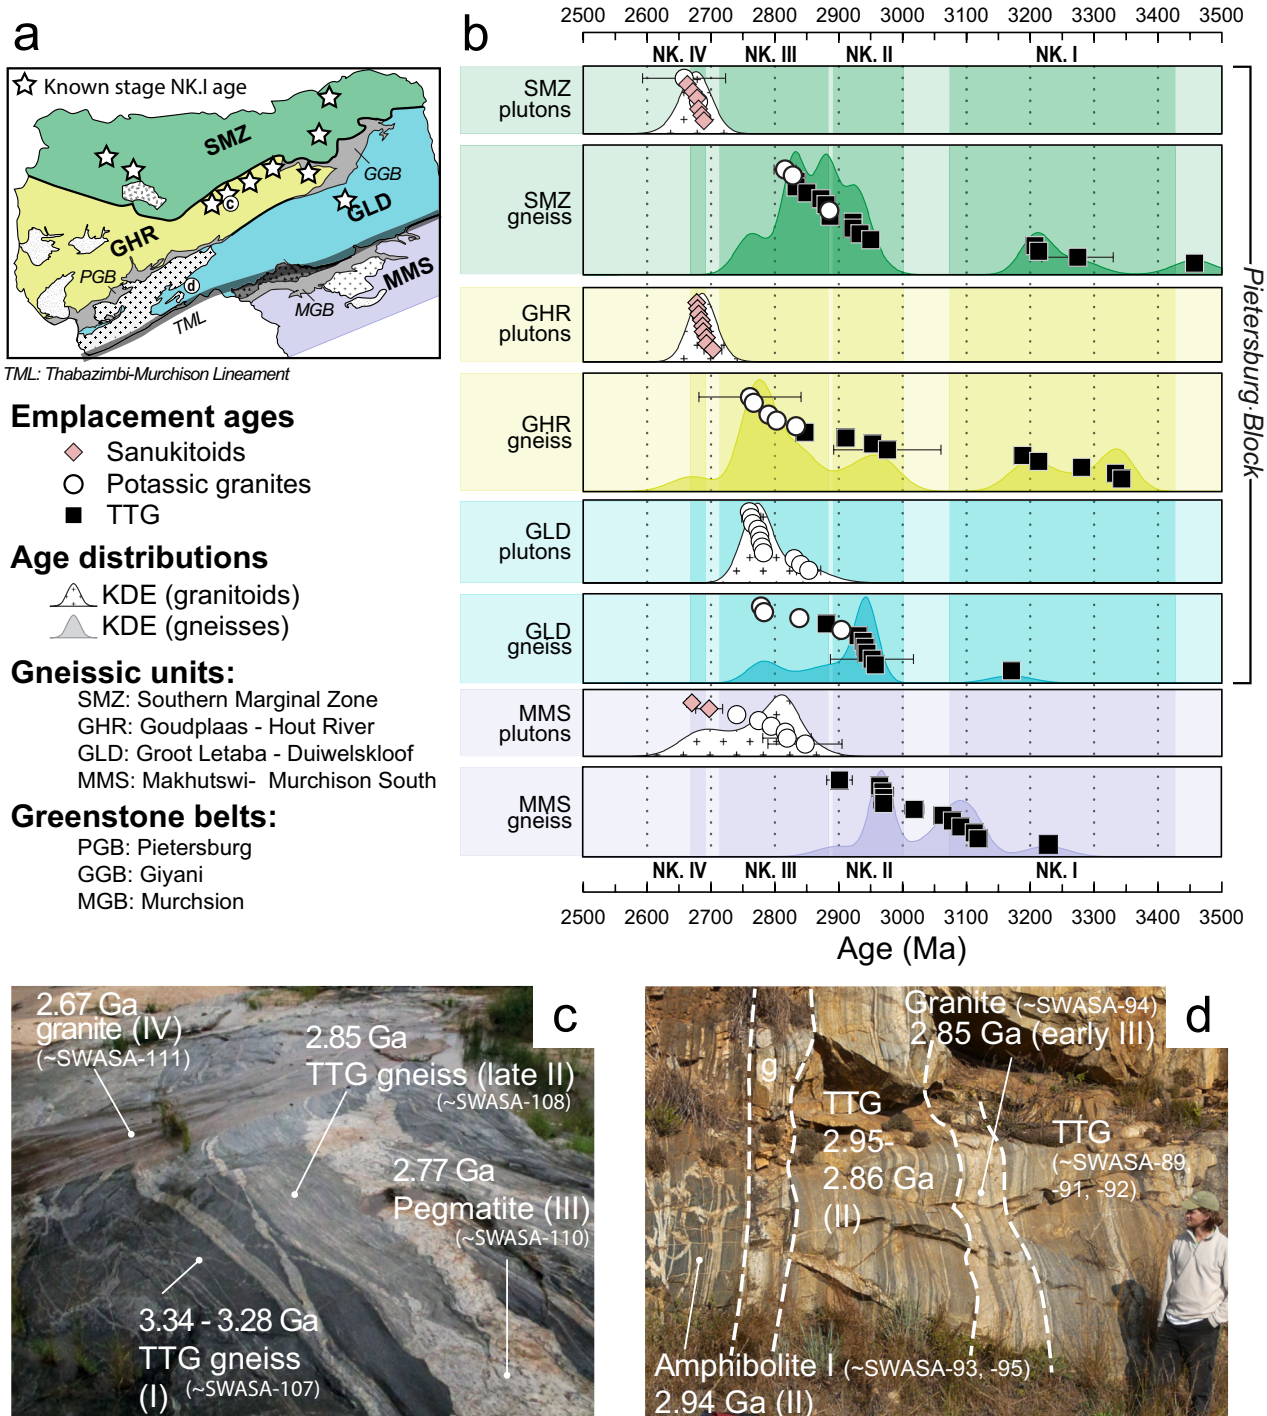 a
Known stage NK.I age
SMZ
GGB
c
GLD
GHR
PGB
d
MMS
MGB
TML
TML: Thabazimbi-Murchison Lineament
Emplacement ages
Sanukitoids
Potassic granites
TTG
Age distributions
KDE (granitoids)
KDE (gneisses)
Gneissic units:
SMZ: Southern Marginal Zone
GHR: Goudplaas - Hout River
GLD: Groot Letaba - Duiwelskloof
MMS: Makhutswi- Murchison South
Greenstone belts:
PGB: Pietersburg
GGB: Giyani
MGB: Murchsion
b
2500 2600 2700 2800 2900 3000 3100 3200 3300 3400 3500
NK. IV NK. III NK. II NK. I
SMZ
plutons
SMZ
gneiss
GHR
plutons
GHR
gneiss
GLD
plutons
GLD
gneiss
MMS
plutons
MMS
gneiss
Pietersburg Block
NK. IV NK. III NK. II NK. I
2500 2600 2700 2800 2900 3000 3100 3200 3300 3400 3500
Age (Ma)
c
2.67 Ga
granite (IV)
(~SWASA-111)
2.85 Ga
TTG gneiss (late II)
(~SWASA-108)
2.77 Ga
Pegmatite (III)
(~SWASA-110)
3.34 - 3.28 Ga
TTG gneiss
(I) (~SWASA-107)
d
Granite (~SWASA-94)
2.85 Ga (early III)
g
TTG
2.95-
2.86 Ga
(II)
TTG
(~SWASA-89,
-91, -92)
Amphibolite I (~SWASA-93, -95)
2.94 Ga (II)